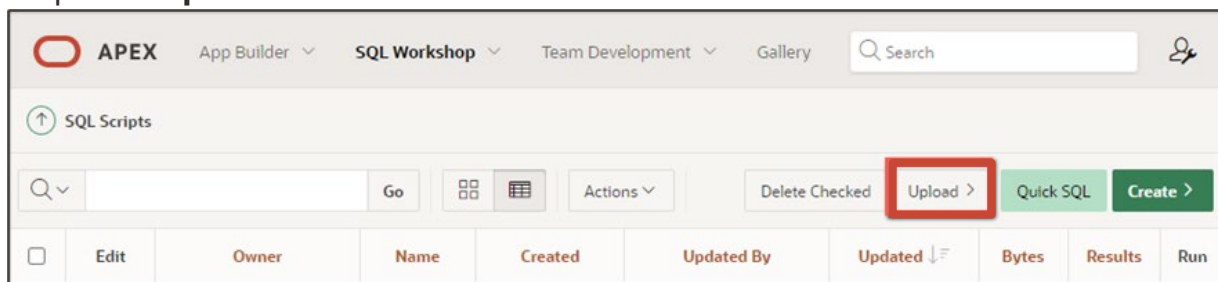 APEX App Builder SQL Workshop Team Development Gallery Search
SQL Scripts
Go Actions Delete Checked Upload > Quick SQL Create >
Edit Owner Name Created Updated By Updated Bytes Results Run